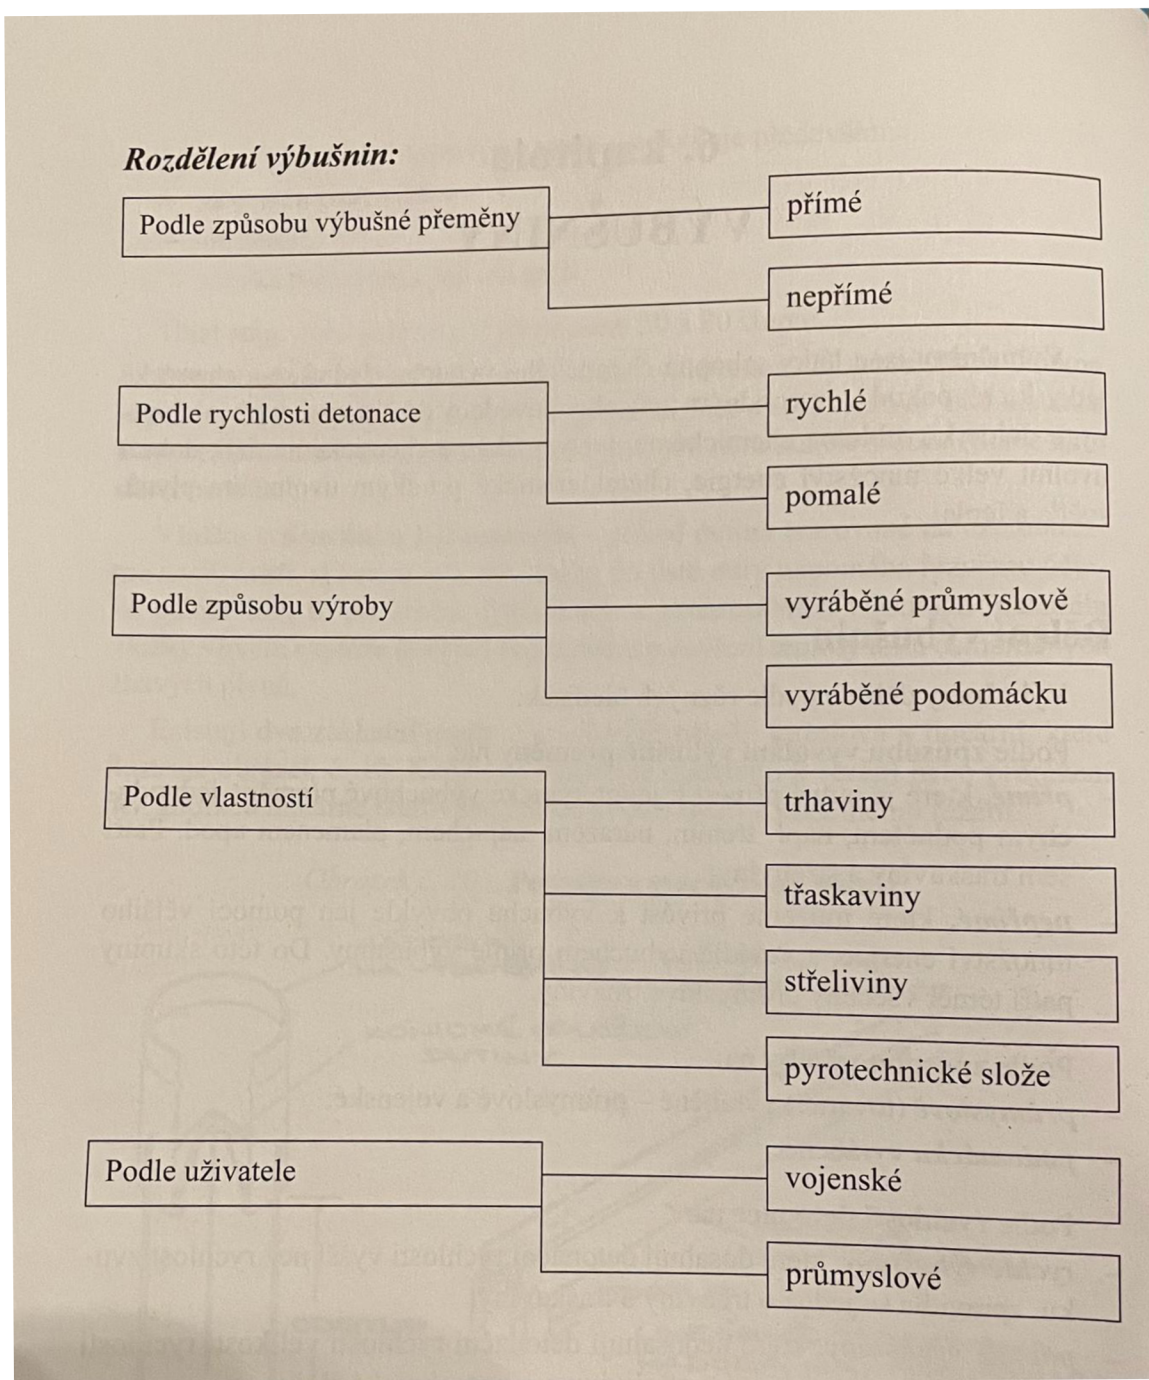 Rozdělení výbušnin:
Podle způsobu výbušné přeměny
přímé
nepřímé
Podle rychlosti detonace
rychlé
pomalé
Podle způsobu výroby
vyráběné průmyslově
vyráběné podomácku
Podle vlastností
trhaviny
třaskaviny
střeliviny
pyrotechnické slože
Podle uživatele
vojenské
průmyslové